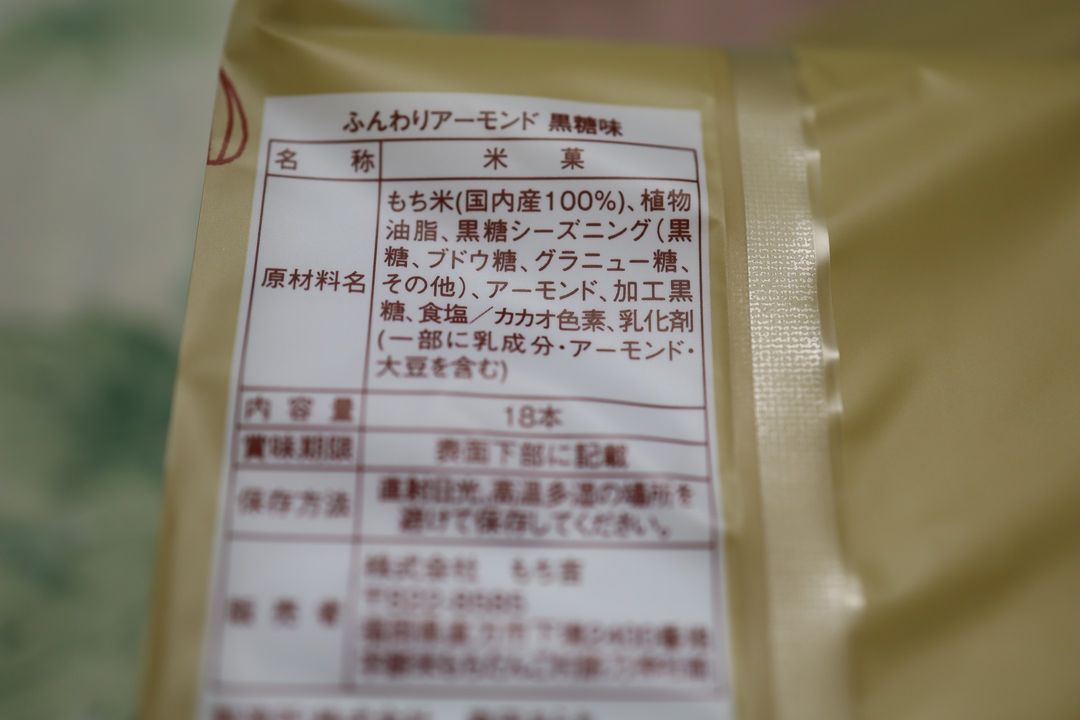 ふんわりアーモンド 黒糖味
名称 米菓
原材料名
もち米(国内産100%)、植物
油脂、黒糖シーズニング(黒
糖、ブドウ糖、グラニュー糖、
その他)、アーモンド、加工黒
糖、食塩/カカオ色素、乳化剤
(一部に乳成分・アーモンド・
大豆を含む)
内容量 18本
賞味期限 表面下部に記載
保存方法
直射日光、高温多湿の場所を
避けて保存してください。
販売者
株式会社 もち吉
〒822-8585